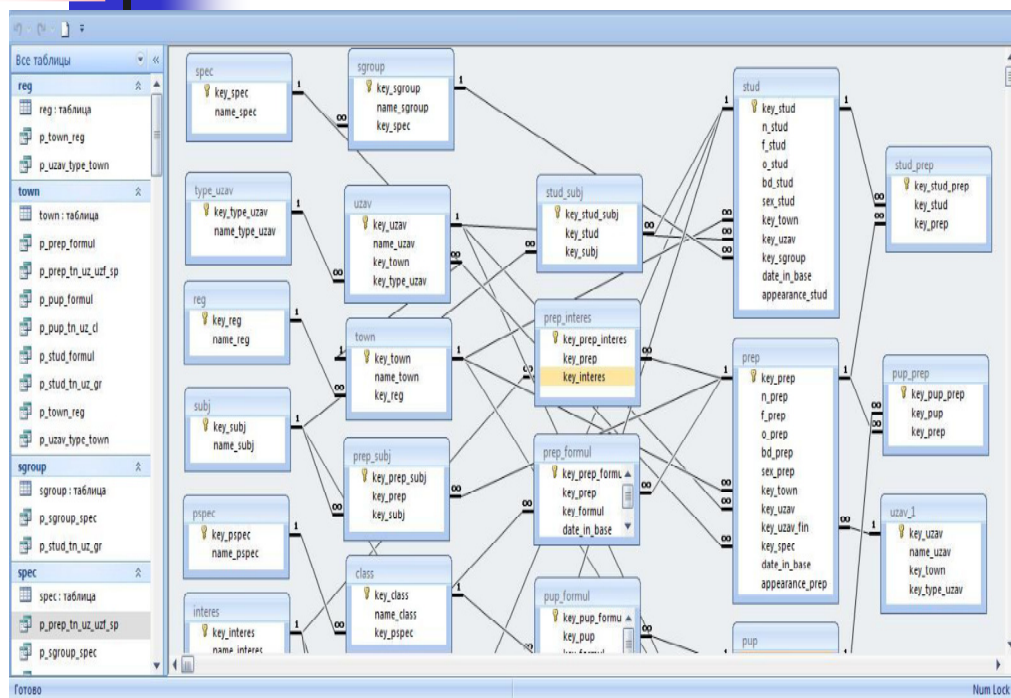 Все таблицы
reg
reg : таблица
p_town_reg
p_uzav_type_town
town
town : таблица
p_prep_formul
p_prep_tn_uz_uzf_sp
p_pup_formul
p_pup_tn_uz_cl
p_stud_formul
p_stud_tn_uz_gr
p_town_reg
p_uzav_type_town
sgroup
sgroup : таблица
p_sgroup_spec
p_stud_tn_uz_gr
spec
spec : таблица
p_prep_tn_uz_uzf_sp
p_sgroup_spec
spec
key_spec
name_spec
type_uzav
key_type_uzav
name_type_uzav
reg
key_reg
name_reg
subj
key_subj
name_subj
pspec
key_pspec
name_pspec
interes
key_interes
name_interes
sgroup
key_sgroup
name_sgroup
key_spec
uzav
key_uzav
name_uzav
key_town
key_type_uzav
town
key_town
name_town
key_reg
prep_subj
key_prep_subj
key_prep
key_subj
class
key_class
name_class
key_pspec
stud_subj
key_stud_subj
key_stud
key_subj
prep_interes
key_prep_interes
key_prep
key_interes
prep_formul
key_prep_formu
key_prep
key_formul
date_in_base
pup_formul
key_pup_formu
key_pup
stud
key_stud
n_stud
f_stud
o_stud
bd_stud
sex_stud
key_town
key_uzav
key_sgroup
date_in_base
appearance_stud
prep
key_prep
n_prep
f_prep
o_prep
bd_prep
sex_prep
key_town
key_uzav
key_uzav_fin
key_spec
date_in_base
appearance_prep
pup
stud_prep
key_stud_prep
key_stud
key_prep
pup_prep
key_pup_prep
key_pup
key_prep
uzav_1
key_uzav
name_uzav
key_town
key_type_uzav
Готово
Num Lock